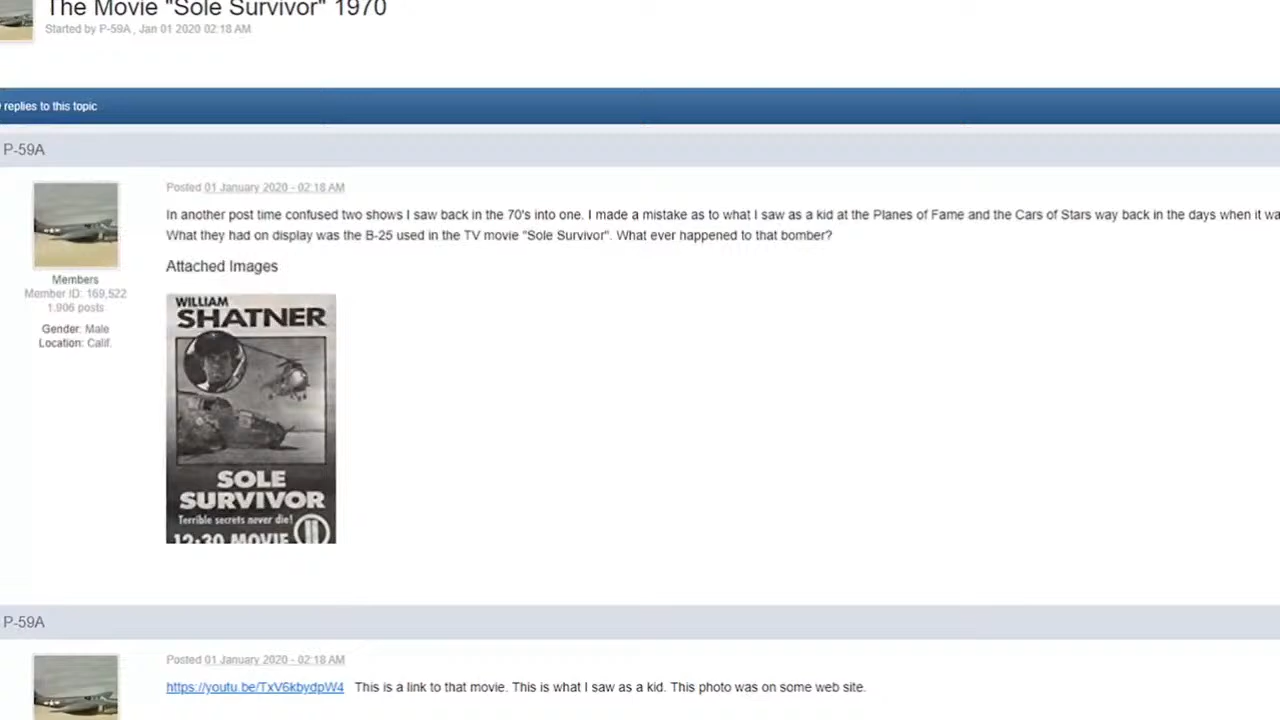 The Movie "Sole Survivor" 1970
Started by P-59A , Jan 01 2020 02:18 AM
replies to this topic
P-59A
Posted 01 January 2020 - 02:18 AM
In another post time confused two shows I saw back in the 70's into one. I made a mistake as to what I saw as a kid at the Planes of Fame and the Cars of Stars way back in the days when it wa
What they had on display was the B-25 used in the TV movie "Sole Survivor". What ever happened to that bomber?
Attached Images
Members
Member ID: 169,522
1.906 posts
Gender: Male
Location: Calif.
WILLIAM
SHATNER
SOLE
SURVIVOR
Terrible secrets never die!
12:30 MOVIE 11
P-59A
Posted 01 January 2020 - 02:18 AM
https://youtu.be/TxV6kbydpW4 This is a link to that movie. This is what I saw as a kid. This photo was on some web site.